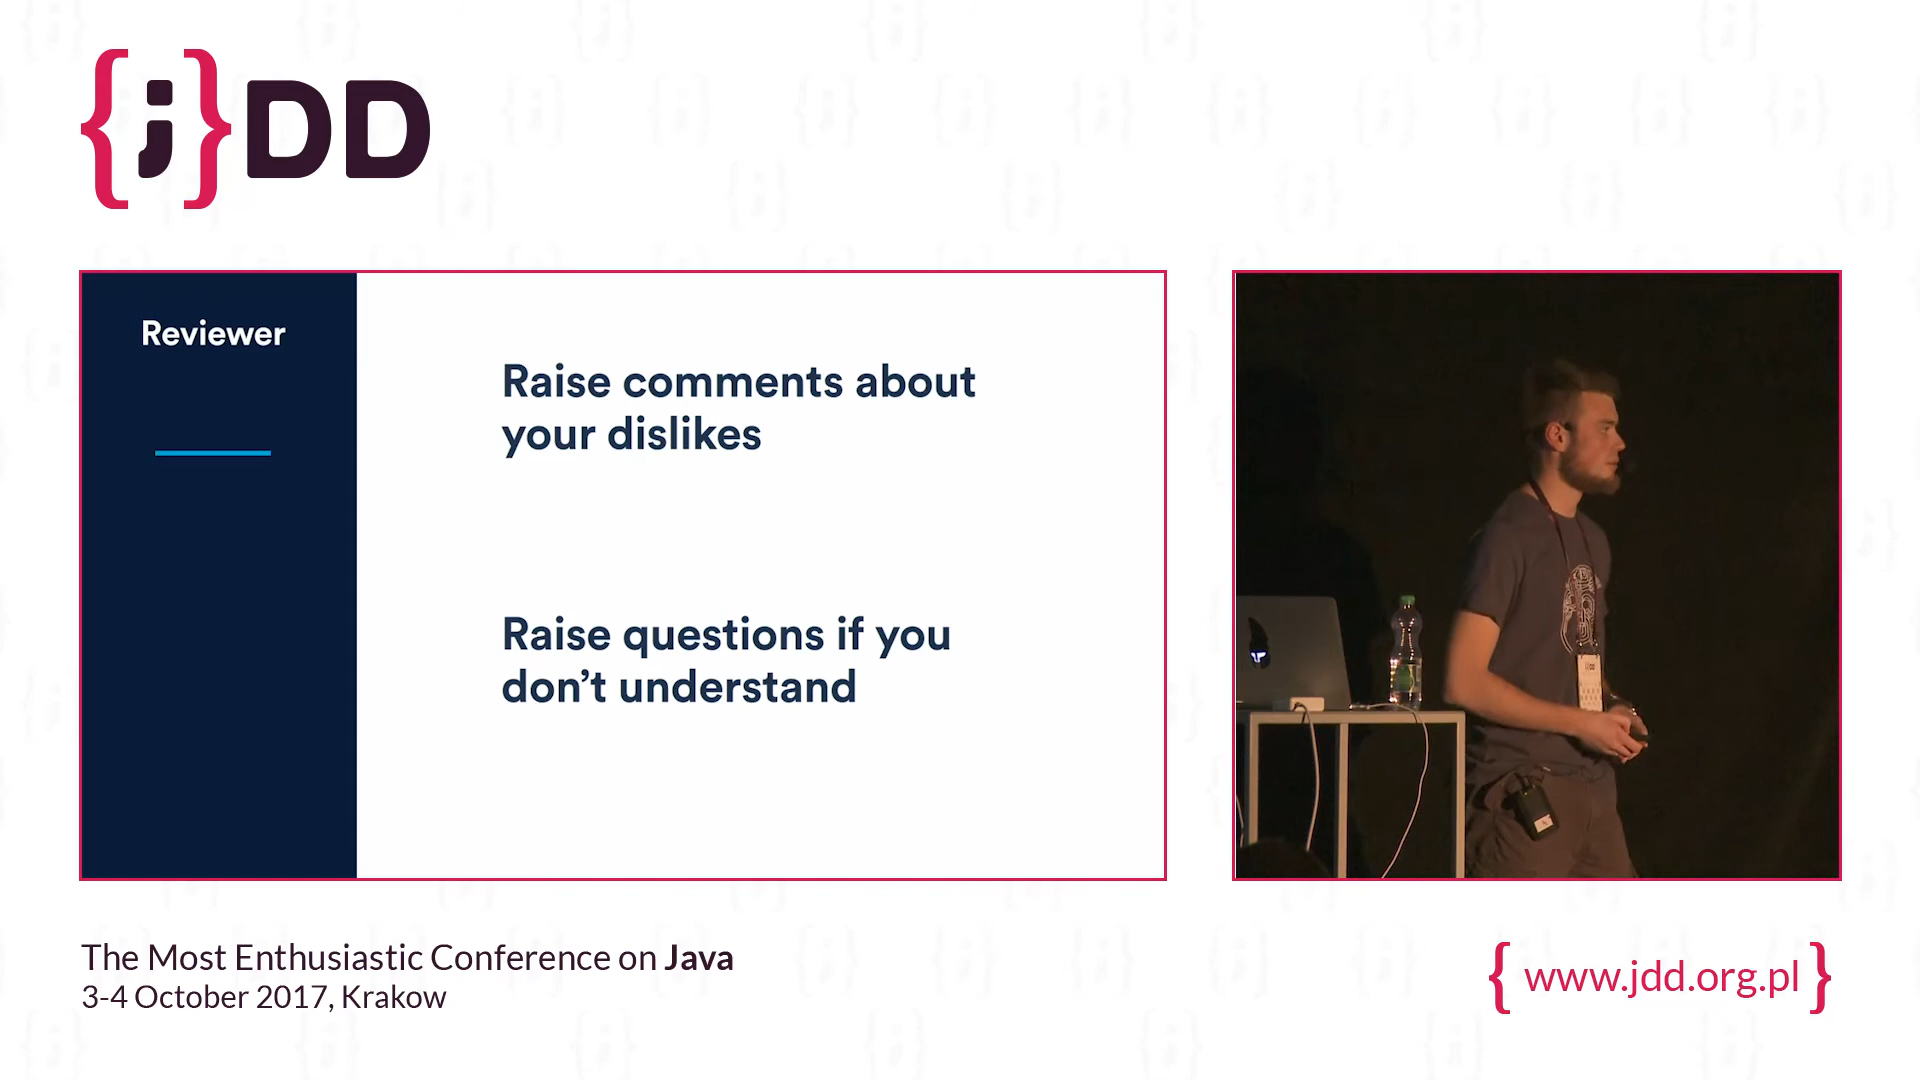 {;}DD
Reviewer
Raise comments about
your dislikes
Raise questions if you
don’t understand
The Most Enthusiastic Conference on Java
3-4 October 2017, Krakow
{ www.jdd.org.pl }